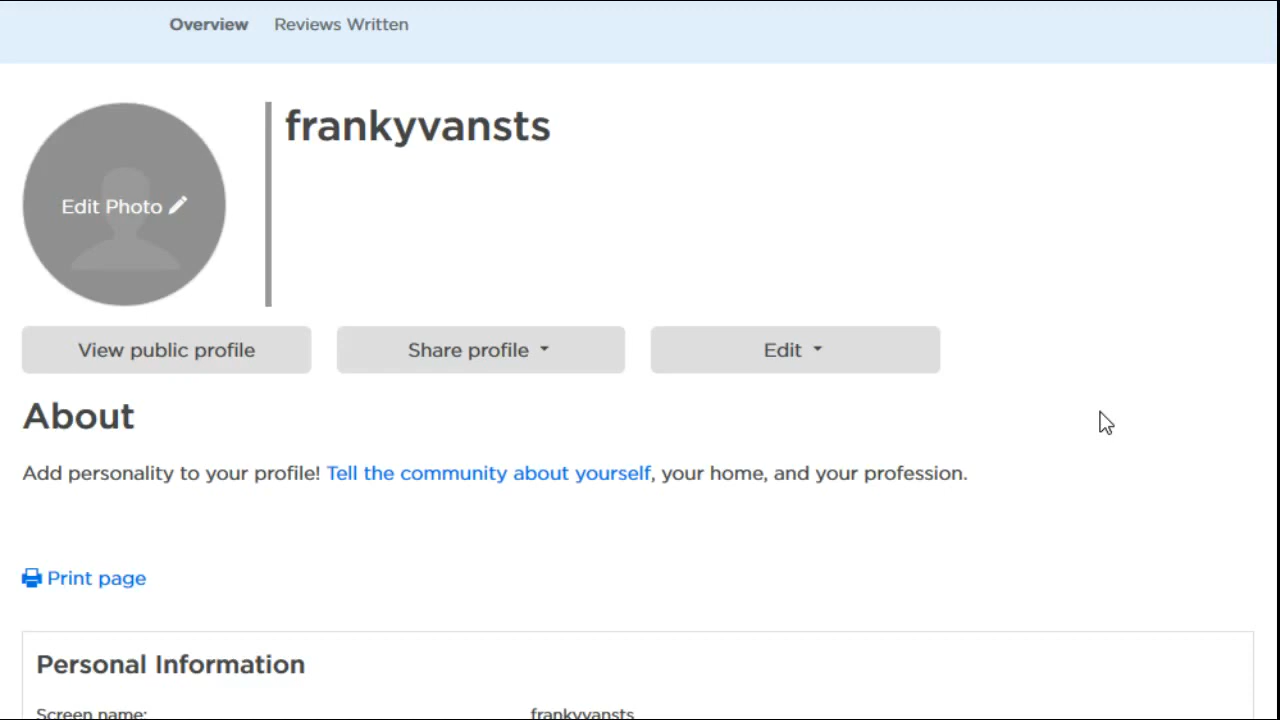 Overview Reviews Written
frankyvansts
Edit Photo
View public profile Share profile Edit
About
Add personality to your profile! Tell the community about yourself, your home, and your profession.
Print page
Personal Information
Screen name: frankyvansts